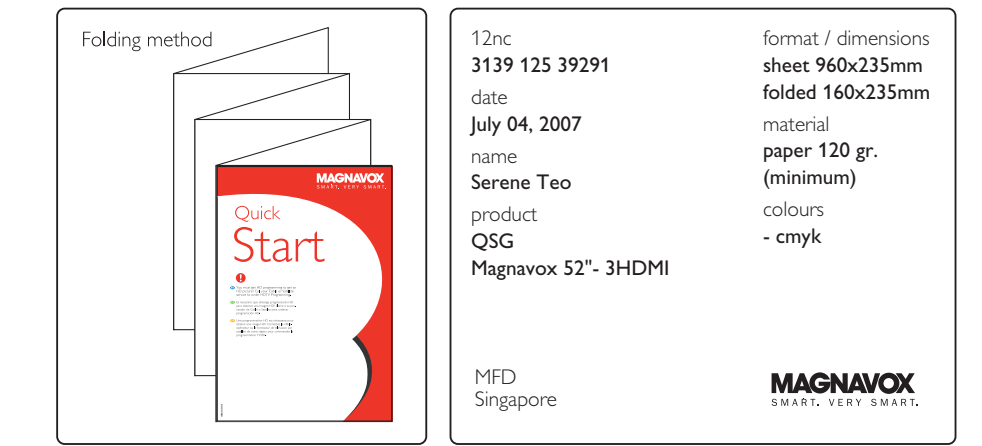 Folding method
MAGNAVOX
SMART. VERY SMART.
Quick
Start
12nc
3139 125 39291
date
July 04, 2007
name
Serene Teo
product
QSG
Magnavox 52"- 3HDMI
MFD
Singapore
format / dimensions
sheet 960x235mm
folded 160x235mm
material
paper 120 gr.
(minimum)
colours
- cmyk
MAGNAVOX
SMART. VERY SMART.